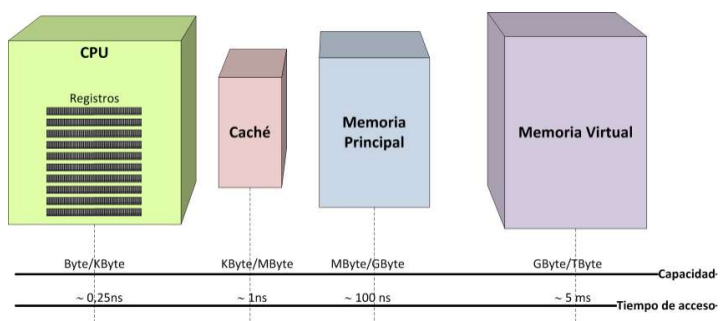 CPU
Registros
Caché
Memoria
Principal
Memoria Virtual
Byte/KByte
KByte/MByte
MByte/GByte
GByte/TByte
Capacidad
~ 0,25ns
~ 1ns
~ 100 ns
~ 5 ms
Tiempo de acceso